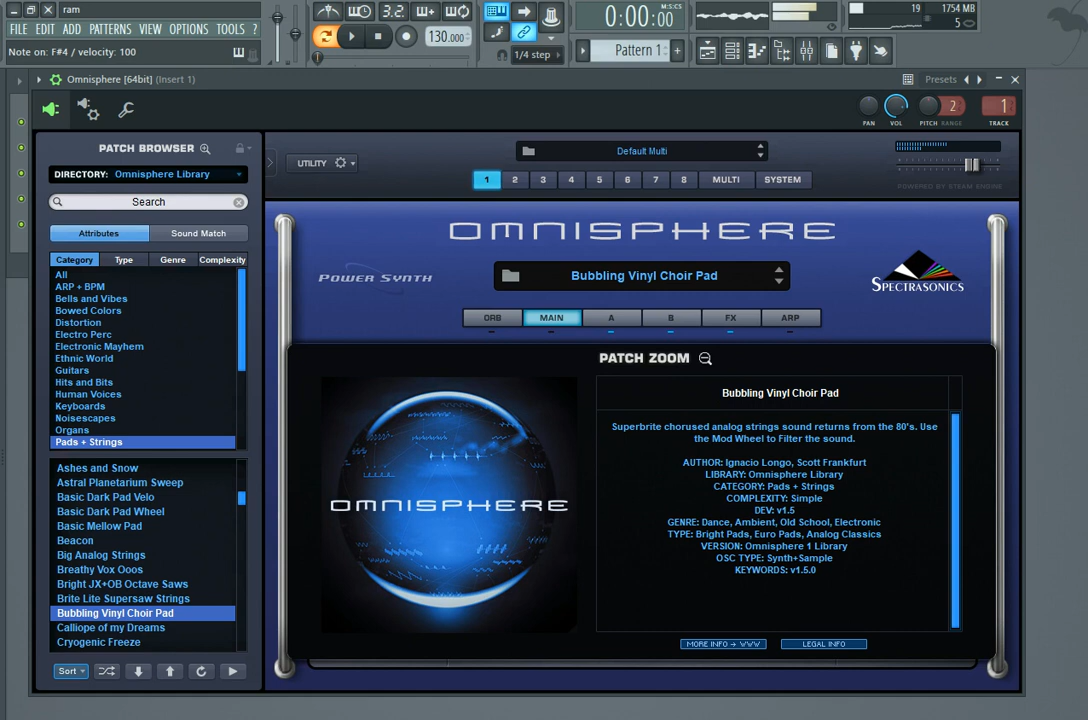 ram
FILE EDIT ADD PATTERNS VIEW OPTIONS TOOLS ?
Note on: F#4 / velocity: 100
3.2
130.000
0:00:00
M:S:CS
1/4 step
Pattern 1
19
1754 MB
5
Omnisphere [64bit] (Insert 1)
Presets
PAN VOL PITCH RANGE 2 1 TRACK
PATCH BROWSER
DIRECTORY: Omnisphere Library
Search
Attributes Sound Match
Category Type Genre Complexity
All
ARP + BPM
Bells and Vibes
Bowed Colors
Distortion
Electro Perc
Electronic Mayhem
Ethnic World
Guitars
Hits and Bits
Human Voices
Keyboards
Noisescapes
Organs
Pads + Strings
Ashes and Snow
Astral Planetarium Sweep
Basic Dark Pad Velo
Basic Dark Pad Wheel
Basic Mellow Pad
Beacon
Big Analog Strings
Breathy Vox Ooos
Bright JX+OB Octave Saws
Brite Lite Supersaw Strings
Bubbling Vinyl Choir Pad
Calliope of my Dreams
Cryogenic Freeze
Sort
UTILITY
Default Multi
1 2 3 4 5 6 7 8 MULTI SYSTEM
POWERED BY STEAM ENGINE
OMNISPHERE
POWER SYNTH
Bubbling Vinyl Choir Pad
SPECTRASONICS
ORB MAIN A B FX ARP
PATCH ZOOM
OMNISPHERE
Bubbling Vinyl Choir Pad
Superbrite chorused analog strings sound returns from the 80's. Use
the Mod Wheel to Filter the sound.
AUTHOR: Ignacio Longo, Scott Frankfurt
LIBRARY: Omnisphere Library
CATEGORY: Pads + Strings
COMPLEXITY: Simple
DEV: v1.5
GENRE: Dance, Ambient, Old School, Electronic
TYPE: Bright Pads, Euro Pads, Analog Classics
VERSION: Omnisphere 1 Library
OSC TYPE: Synth+Sample
KEYWORDS: v1.5.0
MORE INFO → WWW LEGAL INFO